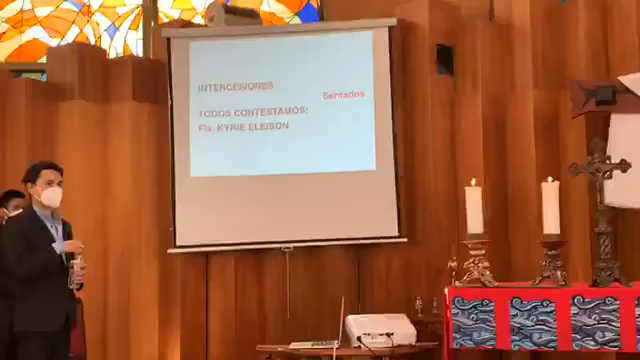 INTERCESIONES
Sentados
TODOS CONTESTAMOS:
Fls. KYRIE ELEISON